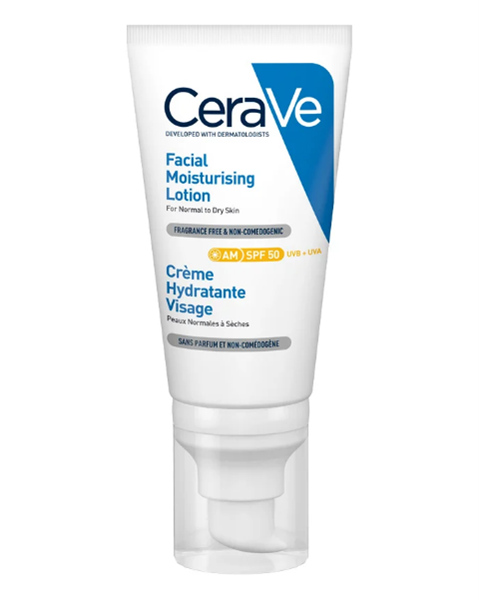 CeraVe
DEVELOPED WITH DERMATOLOGISTS
Facial
Moisturising
Lotion
For Normal to Dry Skin
FRAGRANCE FREE & NON-COMEDOGENIC
AM SPF 50 UVB + UVA
Crème
Hydratante
Visage
Peaux Normales à Sèches
SANS PARFUM ET NON-COMÉDOGÈNE